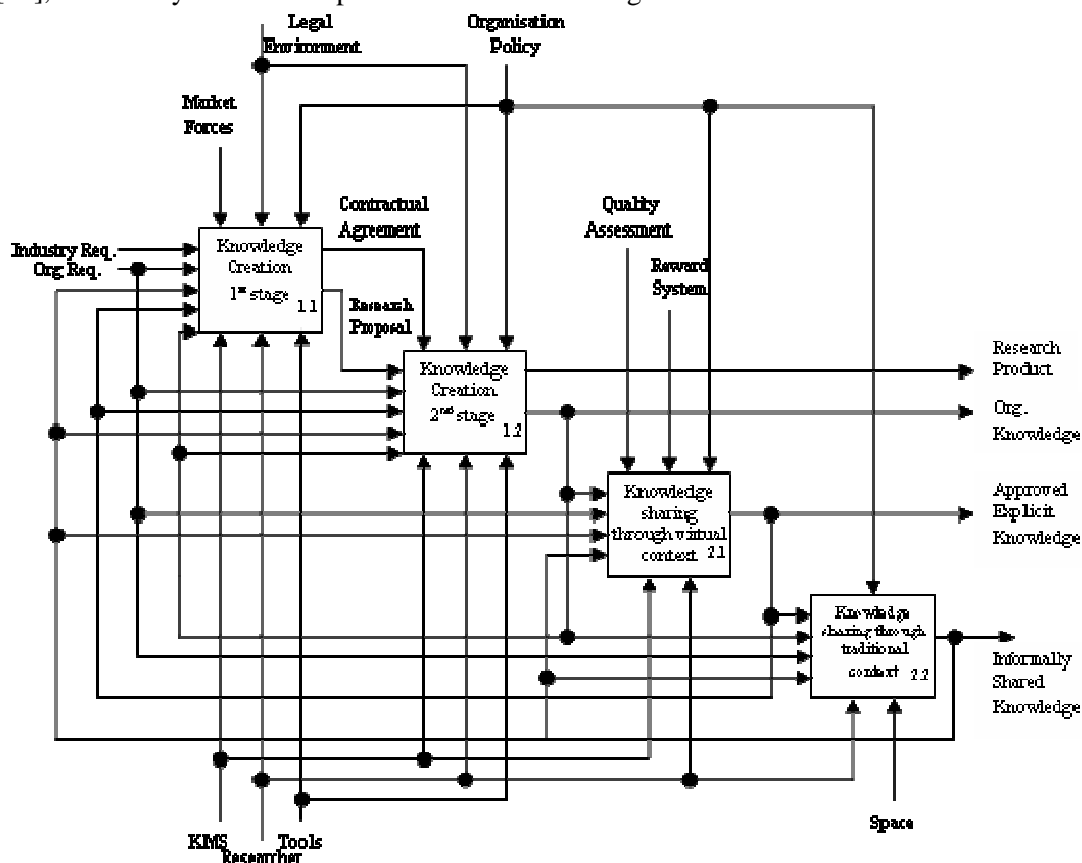 Legal
Environment
Organisation
Policy
Market
Forces
Contractual
Agreement
Quality
Assessment
Reward
System
Industry Req.
Org Req.
Knowledge
Creation
1st stage
1.1
Research
Proposal
Knowledge
Creation
2nd stage
1.2
Research
Product
Org.
Knowledge
Knowledge
sharing
through virtual
context 2.1
Approved
Explicit
Knowledge
Knowledge
sharing through
traditional
context 2.2
Informally
Shared
Knowledge
KIMS
Researcher
Tools
Space